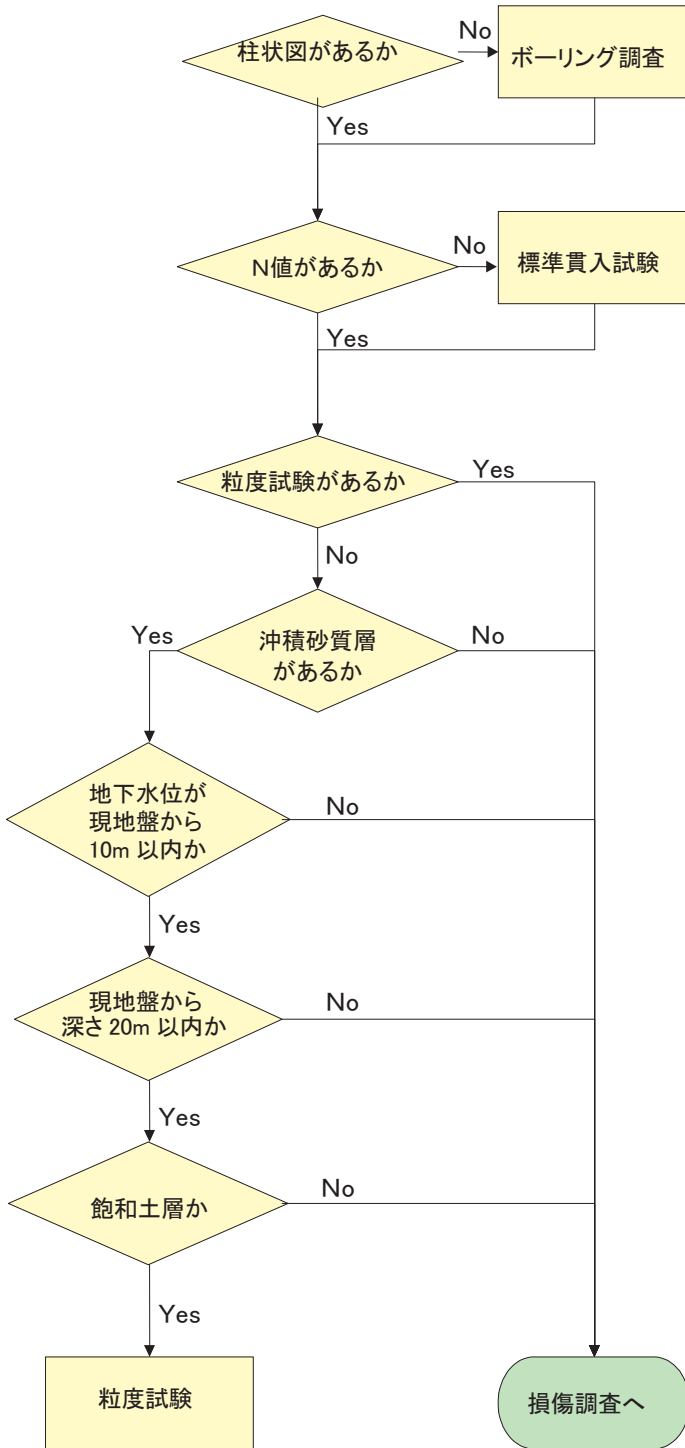 柱状図があるか
No
ボーリング調査
Yes
N値があるか
No
標準貫入試験
Yes
粒度試験があるか
Yes
No
沖積砂質層
があるか
Yes
No
地下水位が
現地盤から
10m 以内か
No
Yes
現地盤から
深さ 20m 以内か
No
Yes
飽和土層か
No
Yes
粒度試験
損傷調査へ